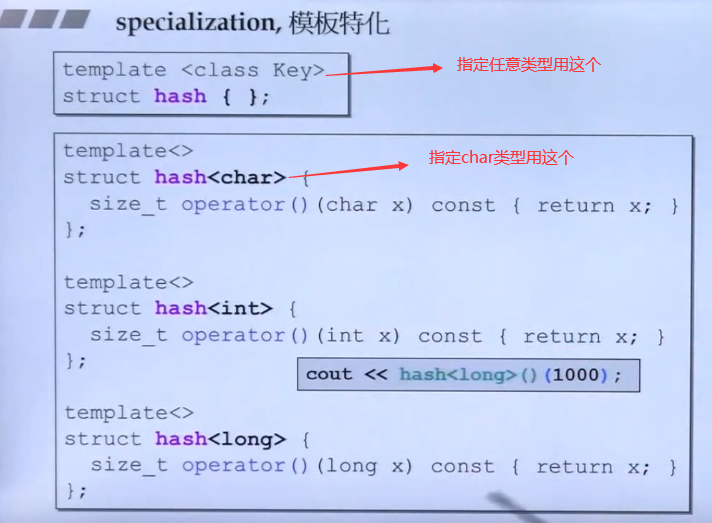 specialization, 模板特化
template <class Key>
struct hash { };
指定任意类型用这个
template<>
struct hash<char> {
size_t operator()(char x) const { return x; }
};
指定char类型用这个
template<>
struct hash<int> {
size_t operator()(int x) const { return x; }
};
cout << hash<long>()(1000);
template<>
struct hash<long> {
size_t operator()(long x) const { return x; }
};